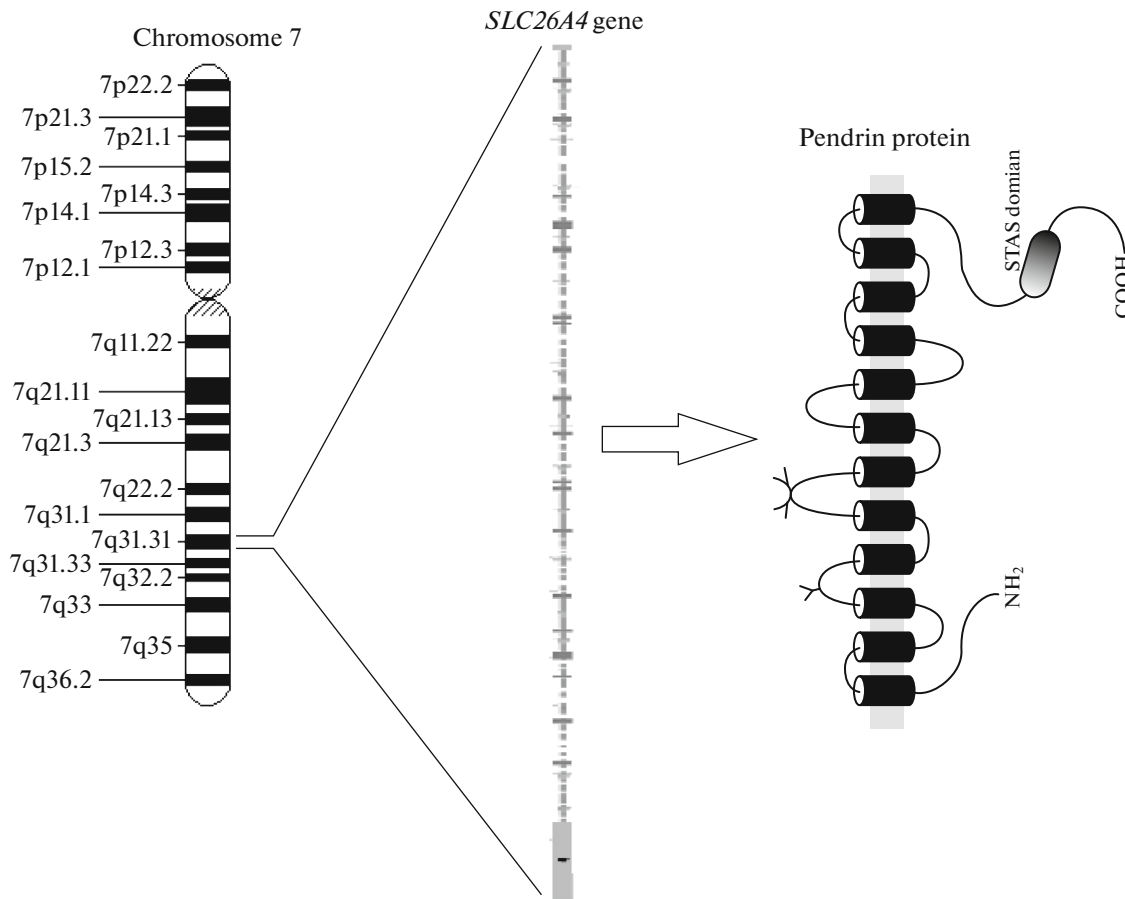 SLC26A4 gene
Chromosome 7
7p22.2
7p21.3
7p21.1
7p15.2
7p14.3
7p14.1
7p12.3
7p12.1
7q11.22
7q21.11
7q21.13
7q21.3
7q22.2
7q31.1
7q31.31
7q31.33
7q32.2
7q33
7q35
7q36.2
Pendrin protein
STAS domian
COOH
NH₂